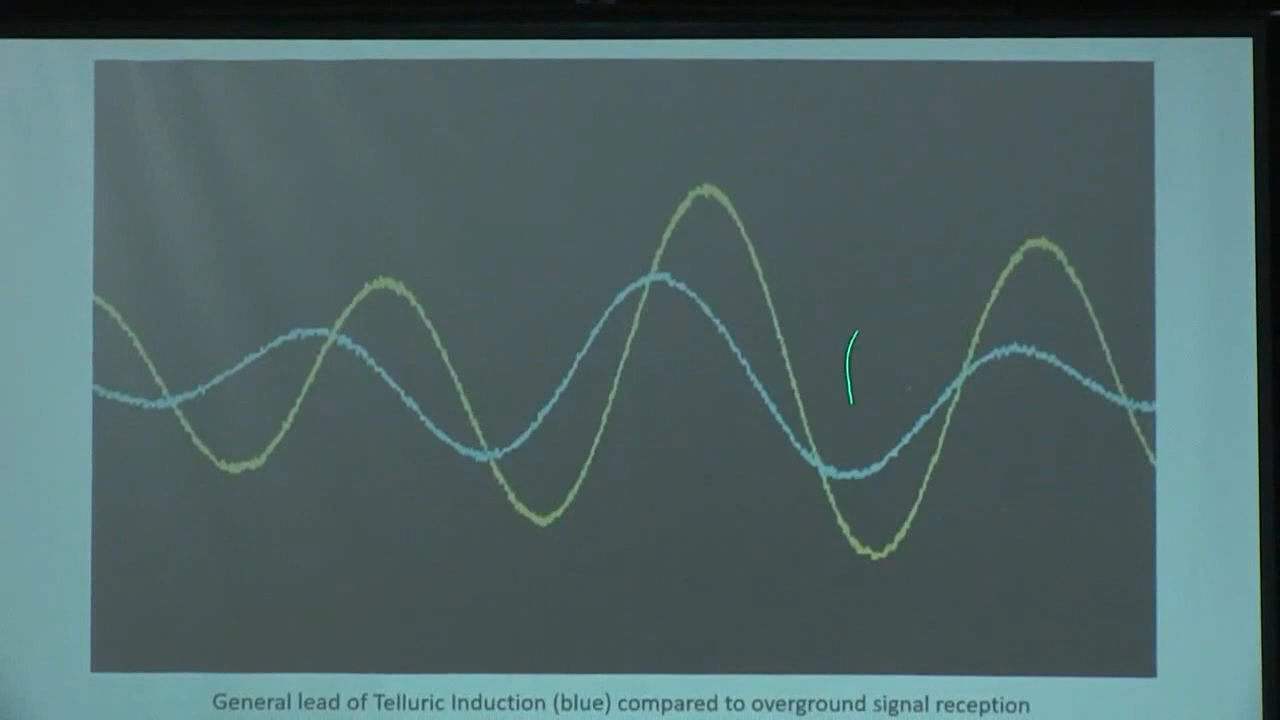 General lead of Telluric Induction (blue) compared to overground signal reception